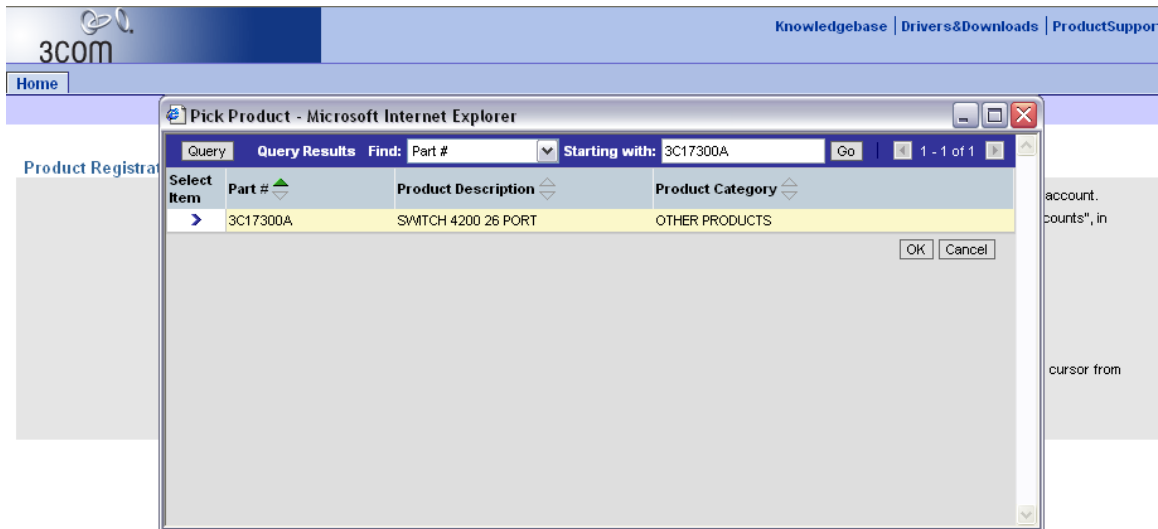 3COM
Knowledgebase | Drivers&Downloads | ProductSuppor
Home
Pick Product - Microsoft Internet Explorer
Query Query Results Find: Part # Starting with: 3C17300A Go 1 - 1 of 1
Product Registrat
Select Item Part # Product Description Product Category
account.
3C17300A SWITCH 4200 26 PORT OTHER PRODUCTS
counts", in
OK Cancel
cursor from